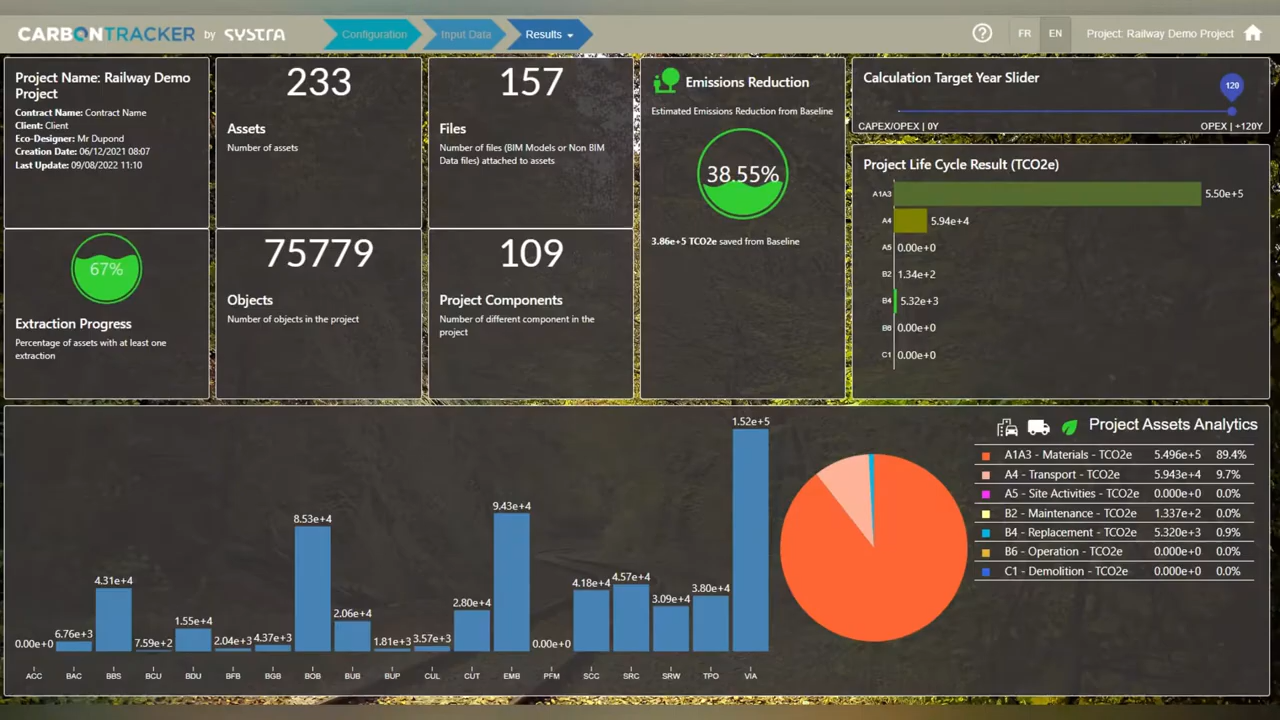 CARBONTRACKER by SYSTRA
Configuration
Input Data
Results
FR
EN
Project: Railway Demo Project
Project Name: Railway Demo
Project
Contract Name: Contract Name
Client: Client
Eco-Designer: Mr Dupond
Creation Date: 06/12/2021 08:07
Last Update: 09/08/2022 11:10
233
Assets
Number of assets
157
Files
Number of files (BIM Models or Non BIM
Data files) attached to assets
67%
Extraction Progress
Percentage of assets with at least one
extraction
75779
Objects
Number of objects in the project
109
Project Components
Number of different component in the
project
Emissions Reduction
Estimated Emissions Reduction from Baseline
38.55%
3.86e+5 TCO2e saved from Baseline
Calculation Target Year Slider
120
CAPEX/OPEX | 0Y
OPEX | +120Y
Project Life Cycle Result (TCO2e)
A1A3 5.50e+5
A4 5.94e+4
A5 0.00e+0
B2 1.34e+2
B4 5.32e+3
B6 0.00e+0
C1 0.00e+0
0.00e+0 6.76e+3 4.31e+4 7.59e+2 1.55e+4 2.04e+3 4.37e+3 8.53e+4 2.06e+4 1.81e+3 3.57e+3 2.80e+4 9.43e+4 0.00e+0 4.18e+4 4.57e+4 3.09e+4 3.80e+4 1.52e+5
ACC BAC BBS BCU BDU BFB BGB BOB BUB BUP CUL CUT EMB PFM SCC SRC SRW TPO VIA
Project Assets Analytics
A1A3 - Materials - TCO2e 5.496e+5 89.4%
A4 - Transport - TCO2e 5.943e+4 9.7%
A5 - Site Activities - TCO2e 0.000e+0 0.0%
B2 - Maintenance - TCO2e 1.337e+2 0.0%
B4 - Replacement - TCO2e 5.320e+3 0.9%
B6 - Operation - TCO2e 0.000e+0 0.0%
C1 - Demolition - TCO2e 0.000e+0 0.0%